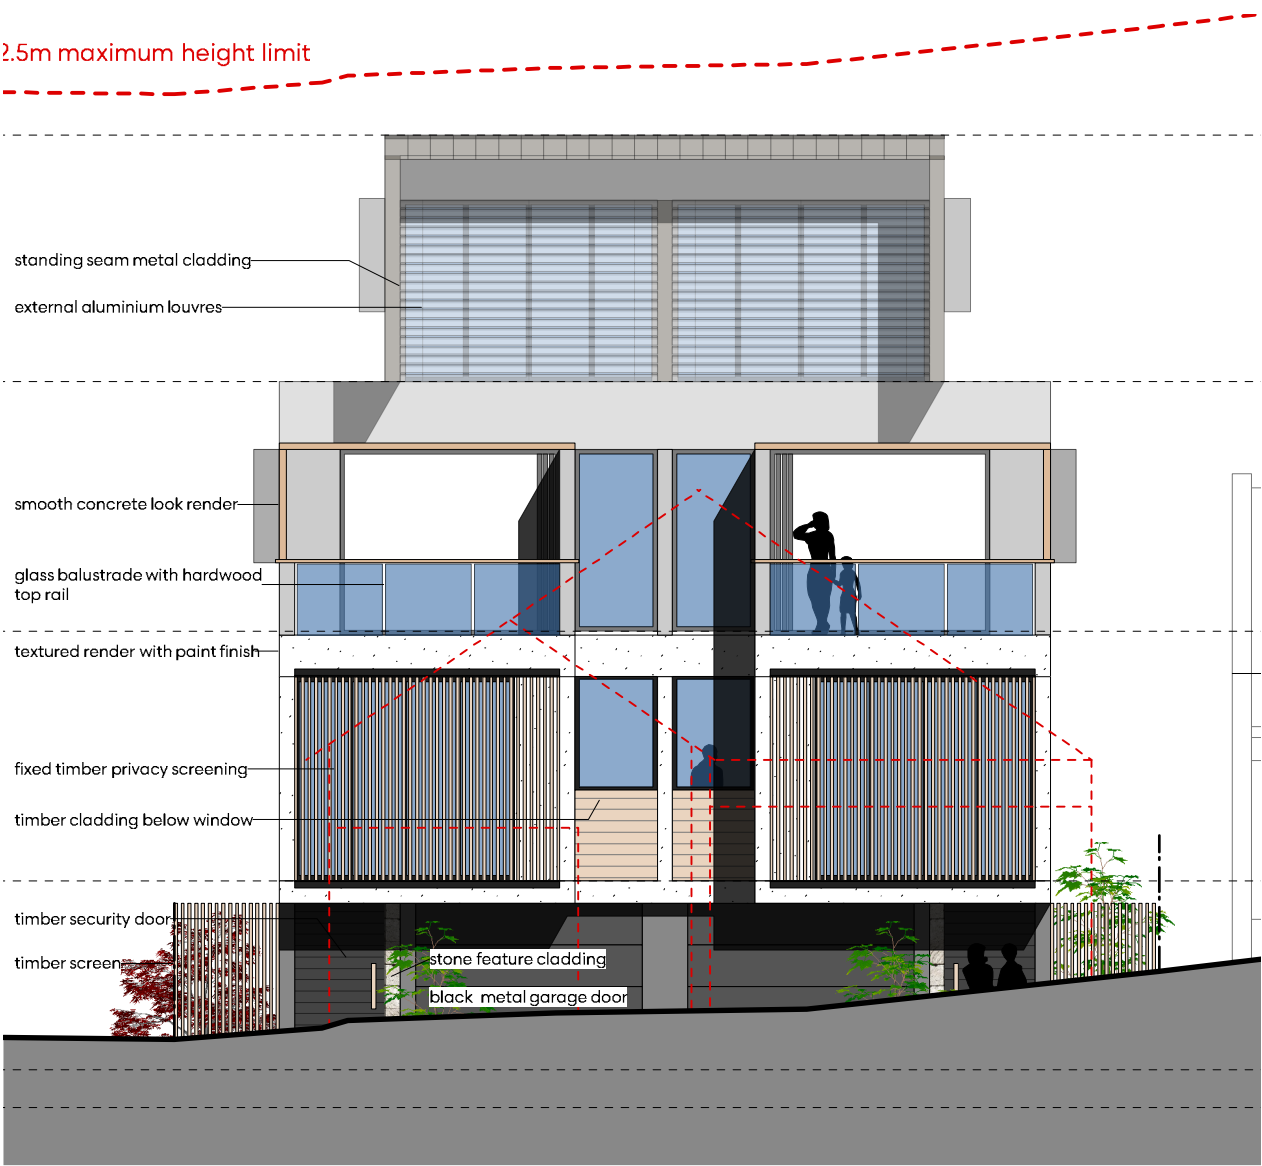 2.5m maximum height limit
standing seam metal cladding
external aluminium louvres
smooth concrete look render
glass balustrade with hardwood
top rail
textured render with paint finish
fixed timber privacy screening
timber cladding below window
timber security door
timber screen
stone feature cladding
black metal garage door